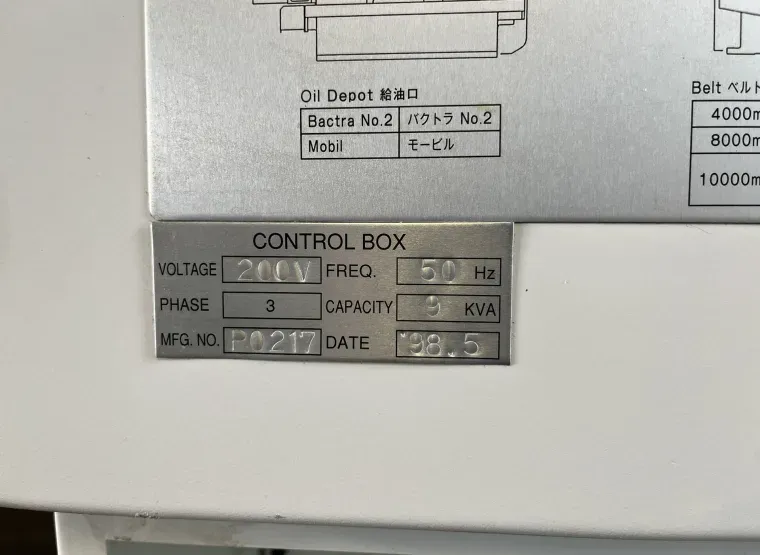 Oil Depot 給油口
Bactra No.2 バクトラ No.2
Mobil モービル
Belt ベルト
4000m
8000m
10000m
CONTROL BOX
VOLTAGE 200V FREQ. 50 Hz
PHASE 3 CAPACITY 9 KVA
MFG. NO. P0217 DATE '98.5